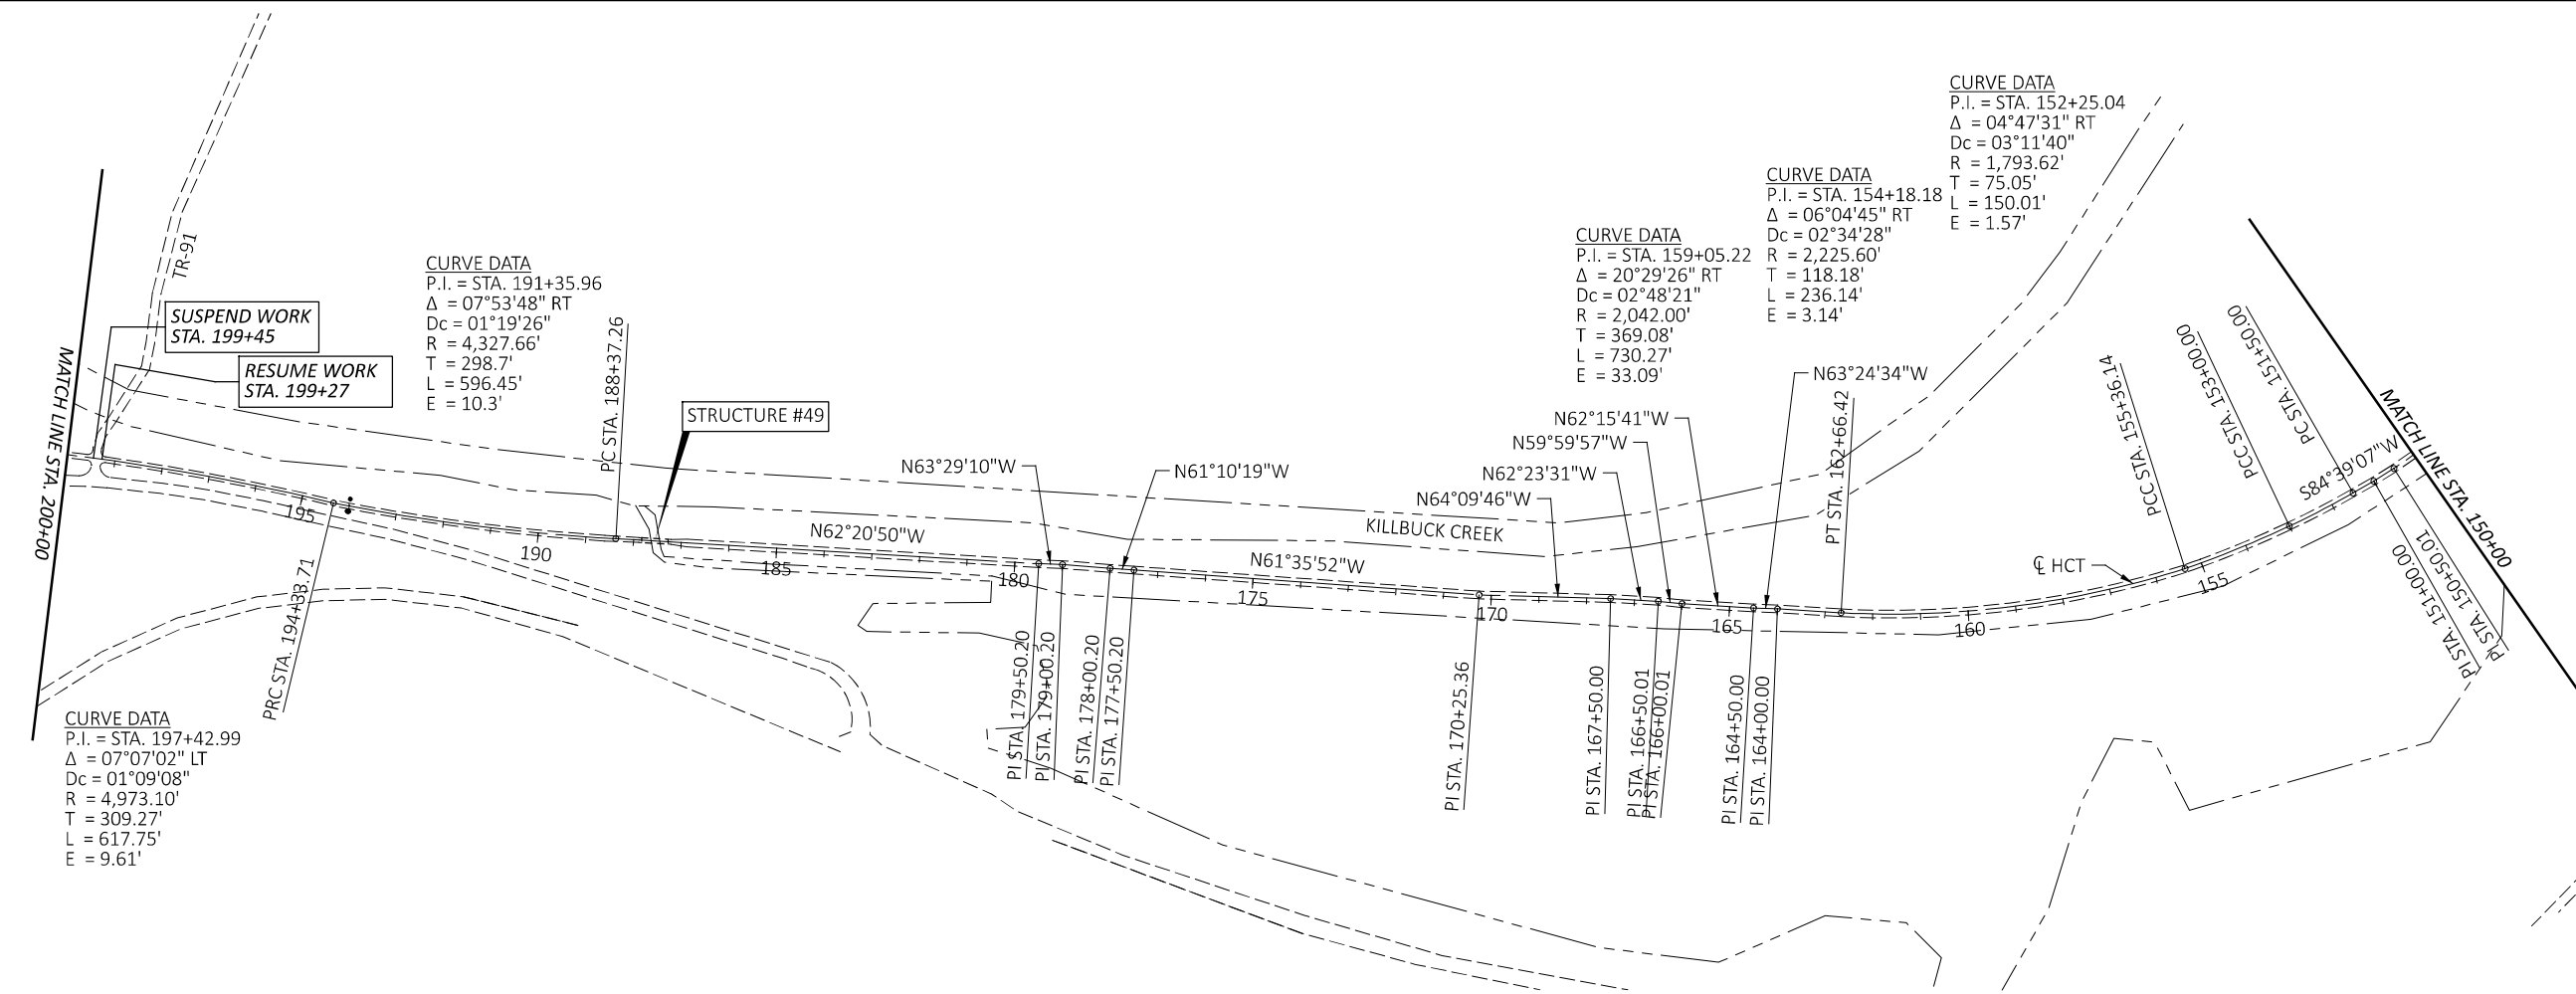 CURVE DATA
P.I. = STA. 152+25.04
Δ = 04°47'31" RT
Dc = 03°11'40"
R = 1,793.62'
T = 75.05'
L = 150.01'
E = 1.57'
CURVE DATA
P.I. = STA. 154+18.18
Δ = 06°04'45" RT
Dc = 02°34'28"
R = 2,225.60'
T = 118.18'
L = 236.14'
E = 3.14'
CURVE DATA
P.I. = STA. 159+05.22
Δ = 20°29'26" RT
Dc = 02°48'21"
R = 2,042.00'
T = 369.08'
L = 730.27'
E = 33.09'
CURVE DATA
P.I. = STA. 191+35.96
Δ = 07°53'48" RT
Dc = 01°19'26"
R = 4,327.66'
T = 298.7'
L = 596.45'
E = 10.3'
TR-91
SUSPEND WORK
STA. 199+45
RESUME WORK
STA. 199+27
MATCH LINE STA. 200+00
PC STA. 188+37.26
STRUCTURE #49
N63°29'10"W
N61°10'19"W
N62°20'50"W
N61°35'52"W
KILLBUCK CREEK
N64°09'46"W
N62°23'31"W
N59°59'57"W
N62°15'41"W
N63°24'34"W
PT STA. 162+66.42
PCC STA. 155+36.14
PCC STA. 153+00.00
PC STA. 151+50.00
S84°39'07"W
MATCH LINE STA. 150+00
℄ HCT
195
190
185
180
175
170
165
160
155
PRC STA. 194+33.71
PI STA. 179+50.20
PI STA. 179+00.20
PI STA. 178+00.20
PI STA. 177+50.20
PI STA. 170+25.36
PI STA. 167+50.00
PI STA. 166+50.01
PI STA. 166+00.01
PI STA. 164+50.00
PI STA. 164+00.00
PI STA. 151+00.00
PI STA. 150+50.01
CURVE DATA
P.I. = STA. 197+42.99
Δ = 07°07'02" LT
Dc = 01°09'08"
R = 4,973.10'
T = 309.27'
L = 617.75'
E = 9.61'